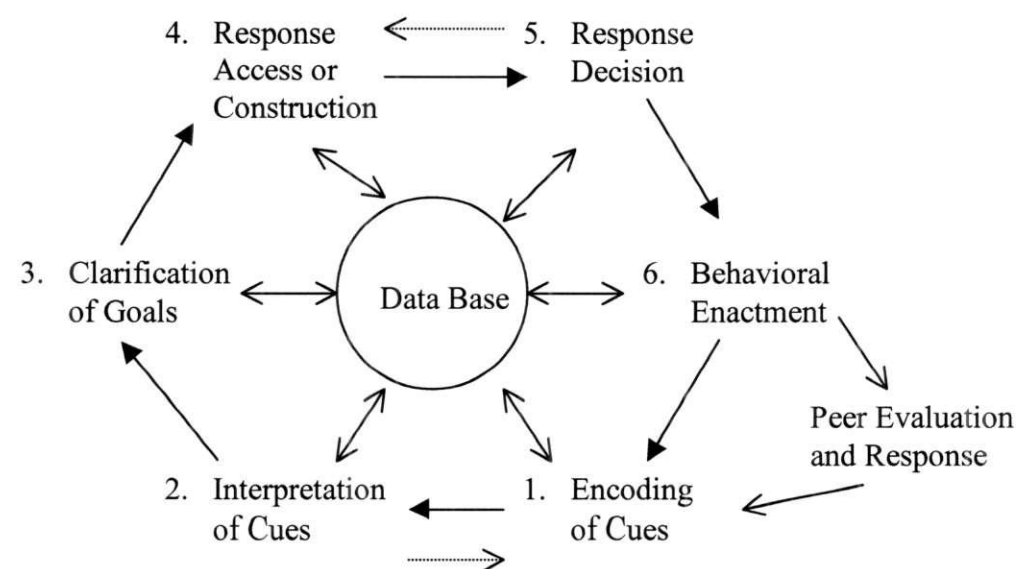 4. Response
Access or
Construction
5. Response
Decision
3. Clarification
of Goals
Data Base
6. Behavioral
Enactment
Peer Evaluation
and Response
2. Interpretation
of Cues
1. Encoding
of Cues